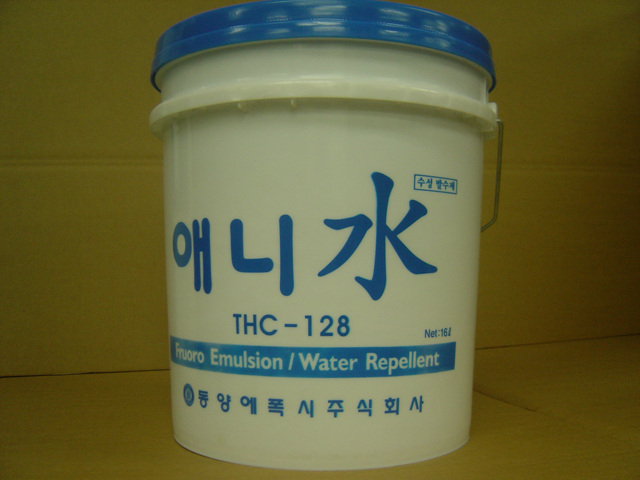 수성 발수제
애니水
THC-128
Net:16ℓ
Fruoro Emulsion / Water Repellent
동양에폭시주식회사